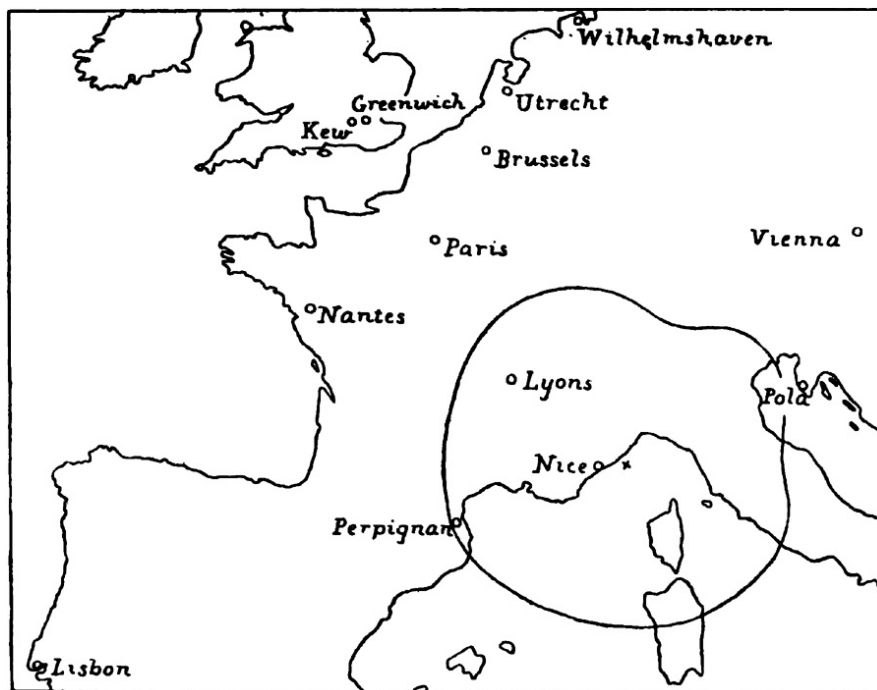 Wilhelmshaven
Utrecht
Greenwich
Kew
Brussels
Vienna
Paris
Nantes
Lyons
Pola
Nice
x
Perpignan
Lisbon